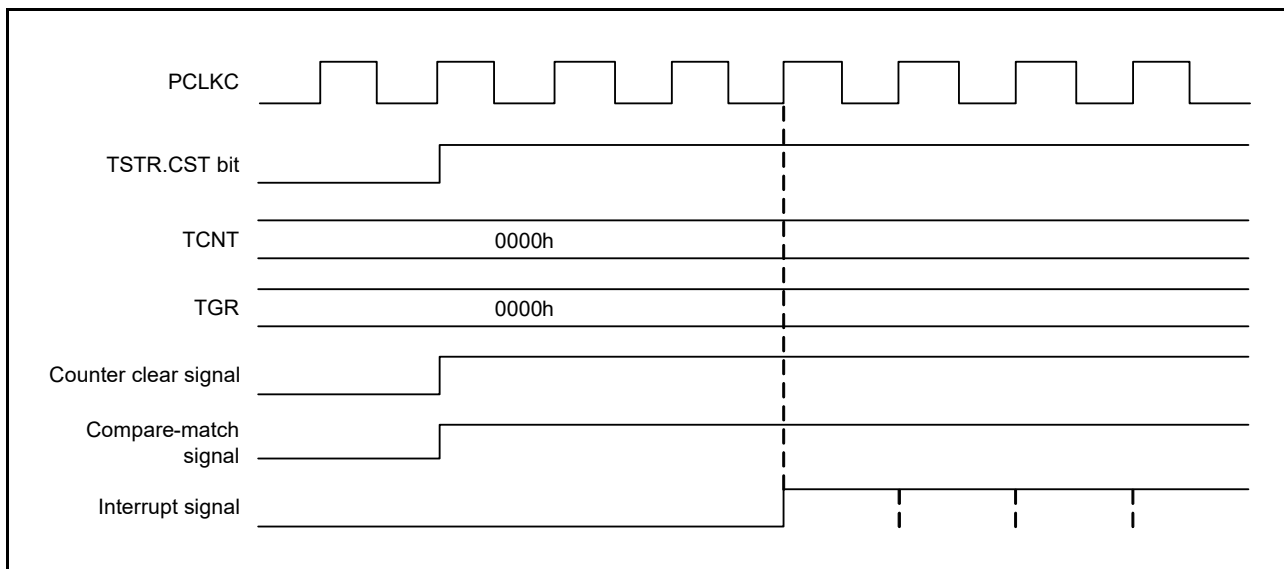 PCLKC
TSTR.CST bit
TCNT
0000h
TGR
0000h
Counter clear signal
Compare-match
signal
Interrupt signal